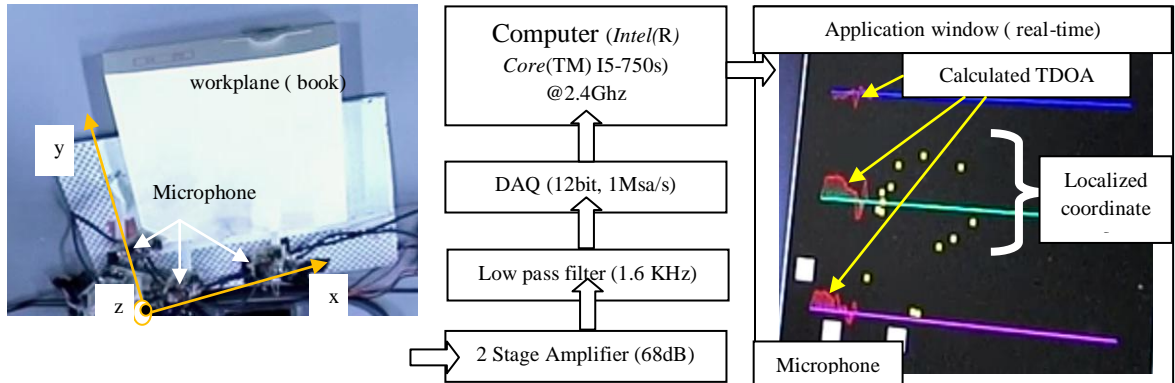 workplane ( book)
y
Microphone
z
x
Computer (Intel(R)
Core(TM) I5-750s)
@2.4Ghz
DAQ (12bit, 1Msa/s)
Low pass filter (1.6 KHz)
2 Stage Amplifier (68dB)
Application window ( real-time)
Calculated TDOA
Localized
coordinate
Microphone